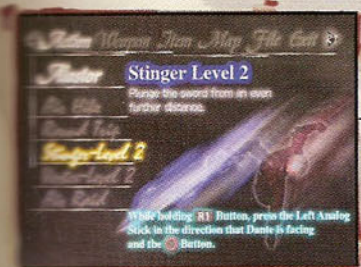 Action Weapon Item Map File Exit
Alastor
Stinger Level 2
Plunge the sword from an even
further distance.
Stinger Level 2
While holding R1 Button, press the Left Analog
Stick in the direction that Dante is facing
and the Button.